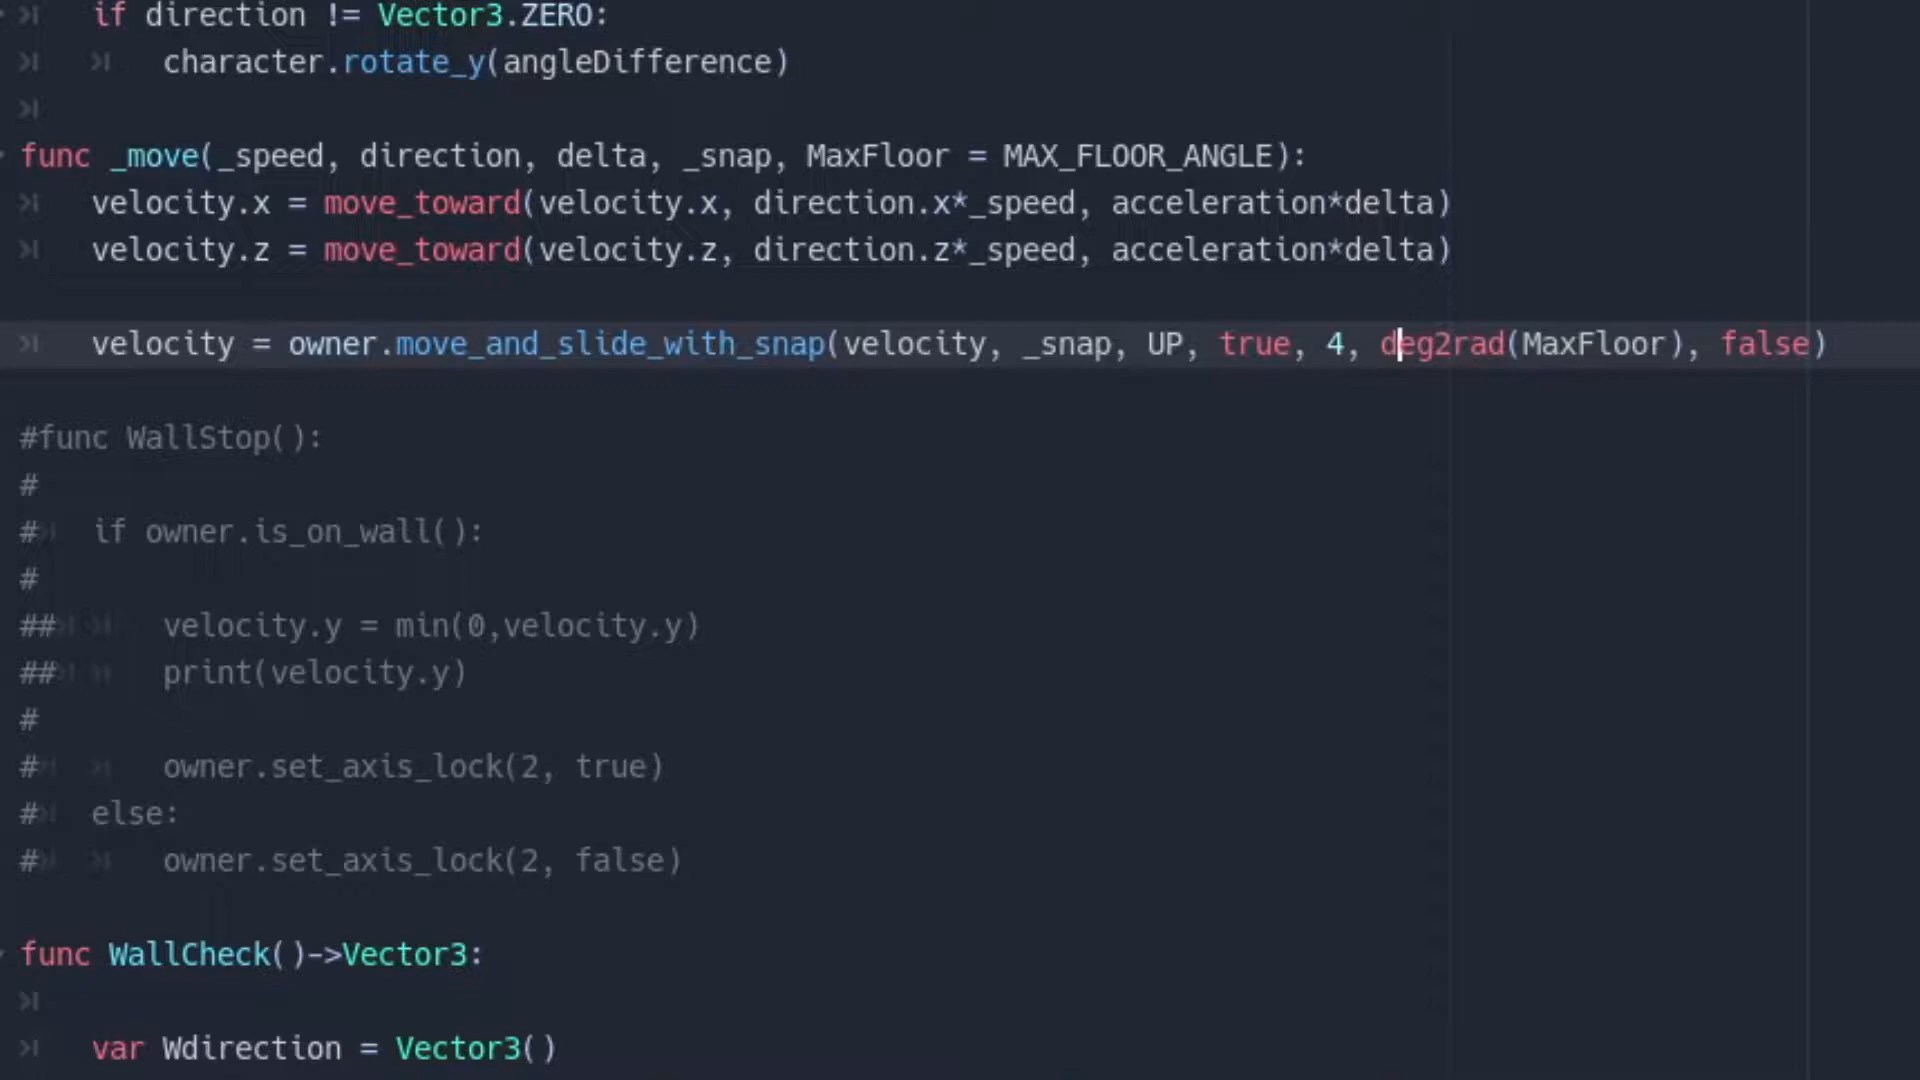 if direction != Vector3.ZERO:
character.rotate_y(angleDifference)
func _move(_speed, direction, delta, _snap, MaxFloor = MAX_FLOOR_ANGLE):
velocity.x = move_toward(velocity.x, direction.x*_speed, acceleration*delta)
velocity.z = move_toward(velocity.z, direction.z*_speed, acceleration*delta)
velocity = owner.move_and_slide_with_snap(velocity, _snap, UP, true, 4, deg2rad(MaxFloor), false)
#func WallStop():
#
# if owner.is_on_wall():
#
## velocity.y = min(0,velocity.y)
## print(velocity.y)
#
# owner.set_axis_lock(2, true)
# else:
# owner.set_axis_lock(2, false)
func WallCheck()->Vector3:
var Wdirection = Vector3()